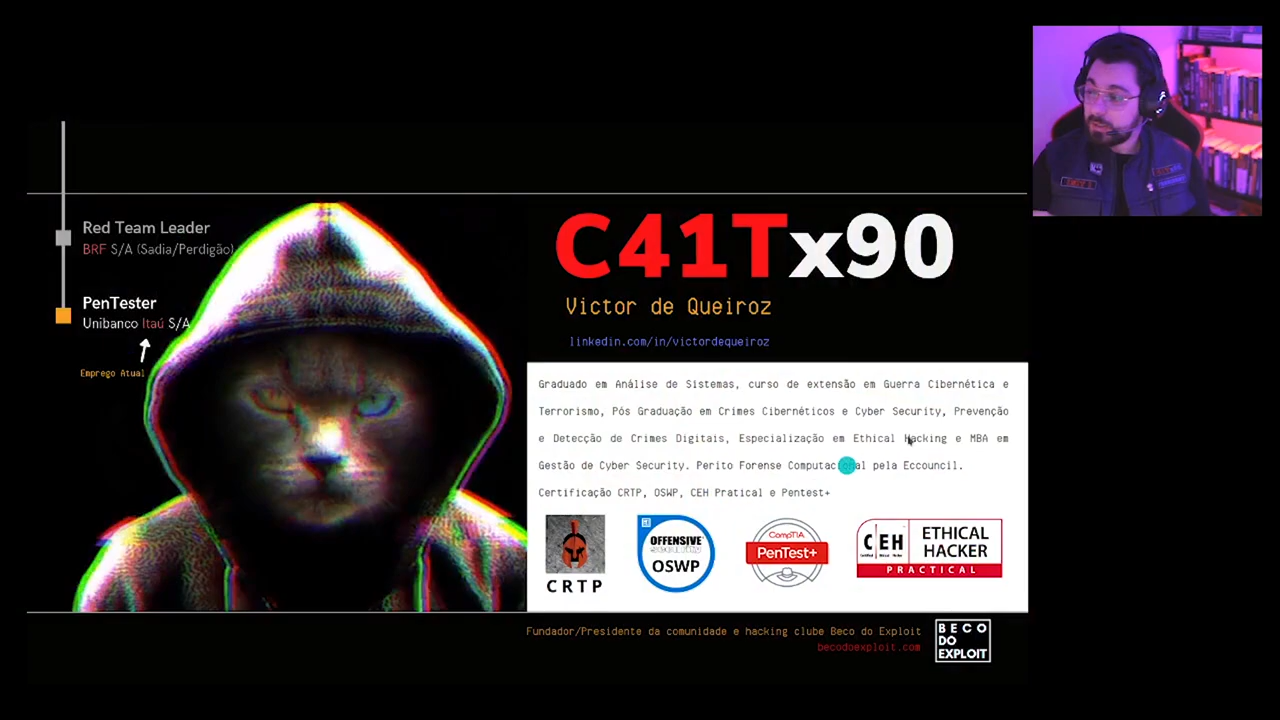 Red Team Leader
BRF S/A (Sadia/Perdigão)
PenTester
Unibanco Itaú S/A
Emprego Atual
C41Tx90
Victor de Queiroz
linkedin.com/in/victordequeiroz
Graduado em Análise de Sistemas, curso de extensão em Guerra Cibernética e
Terrorismo, Pós Graduação em Crimes Cibernéticos e Cyber Security, Prevenção
e Detecção de Crimes Digitais, Especialização em Ethical Hacking e MBA em
Gestão de Cyber Security. Perito Forense Computacional pela Eccouncil.
Certificação CRTP, OSWP, CEH Pratical e Pentest+
CRTP
OFFENSIVE
OSWP
CompTIA
PenTest+
CEH
ETHICAL
HACKER
PRACTICAL
Fundador/Presidente da comunidade e hacking clube Beco do Exploit
becodoexploit.com
BECO
DO
EXPLOIT